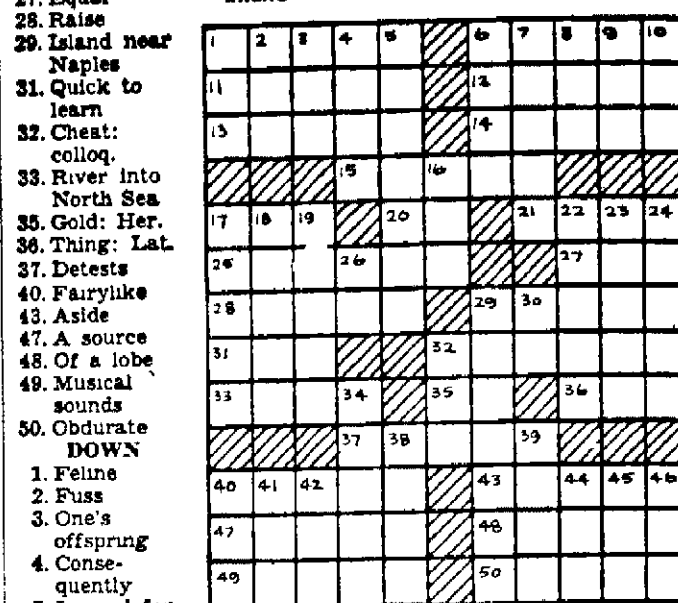 28. Raise
29. Island near
Naples
31. Quick to
learn
32. Cheat:
colloq.
33. River into
North Sea
35. Gold: Her.
36. Thing: Lat.
37. Detests
40. Fairylike
43. Aside
47. A source
48. Of a lobe
49. Musical
sounds
50. Obdurate
DOWN
1. Feline
2. Fuss
3. One's
offspring
4. Conse-
quently
1 2 3 4 5 6 7 8 9 10
11 12
13 14
15 16
17 18 19 20 21 22 23 24
25 26 27
28 29 30
31 32
33 34 35 36
37 38 39
40 41 42 43 44 45 46
47 48
49 50